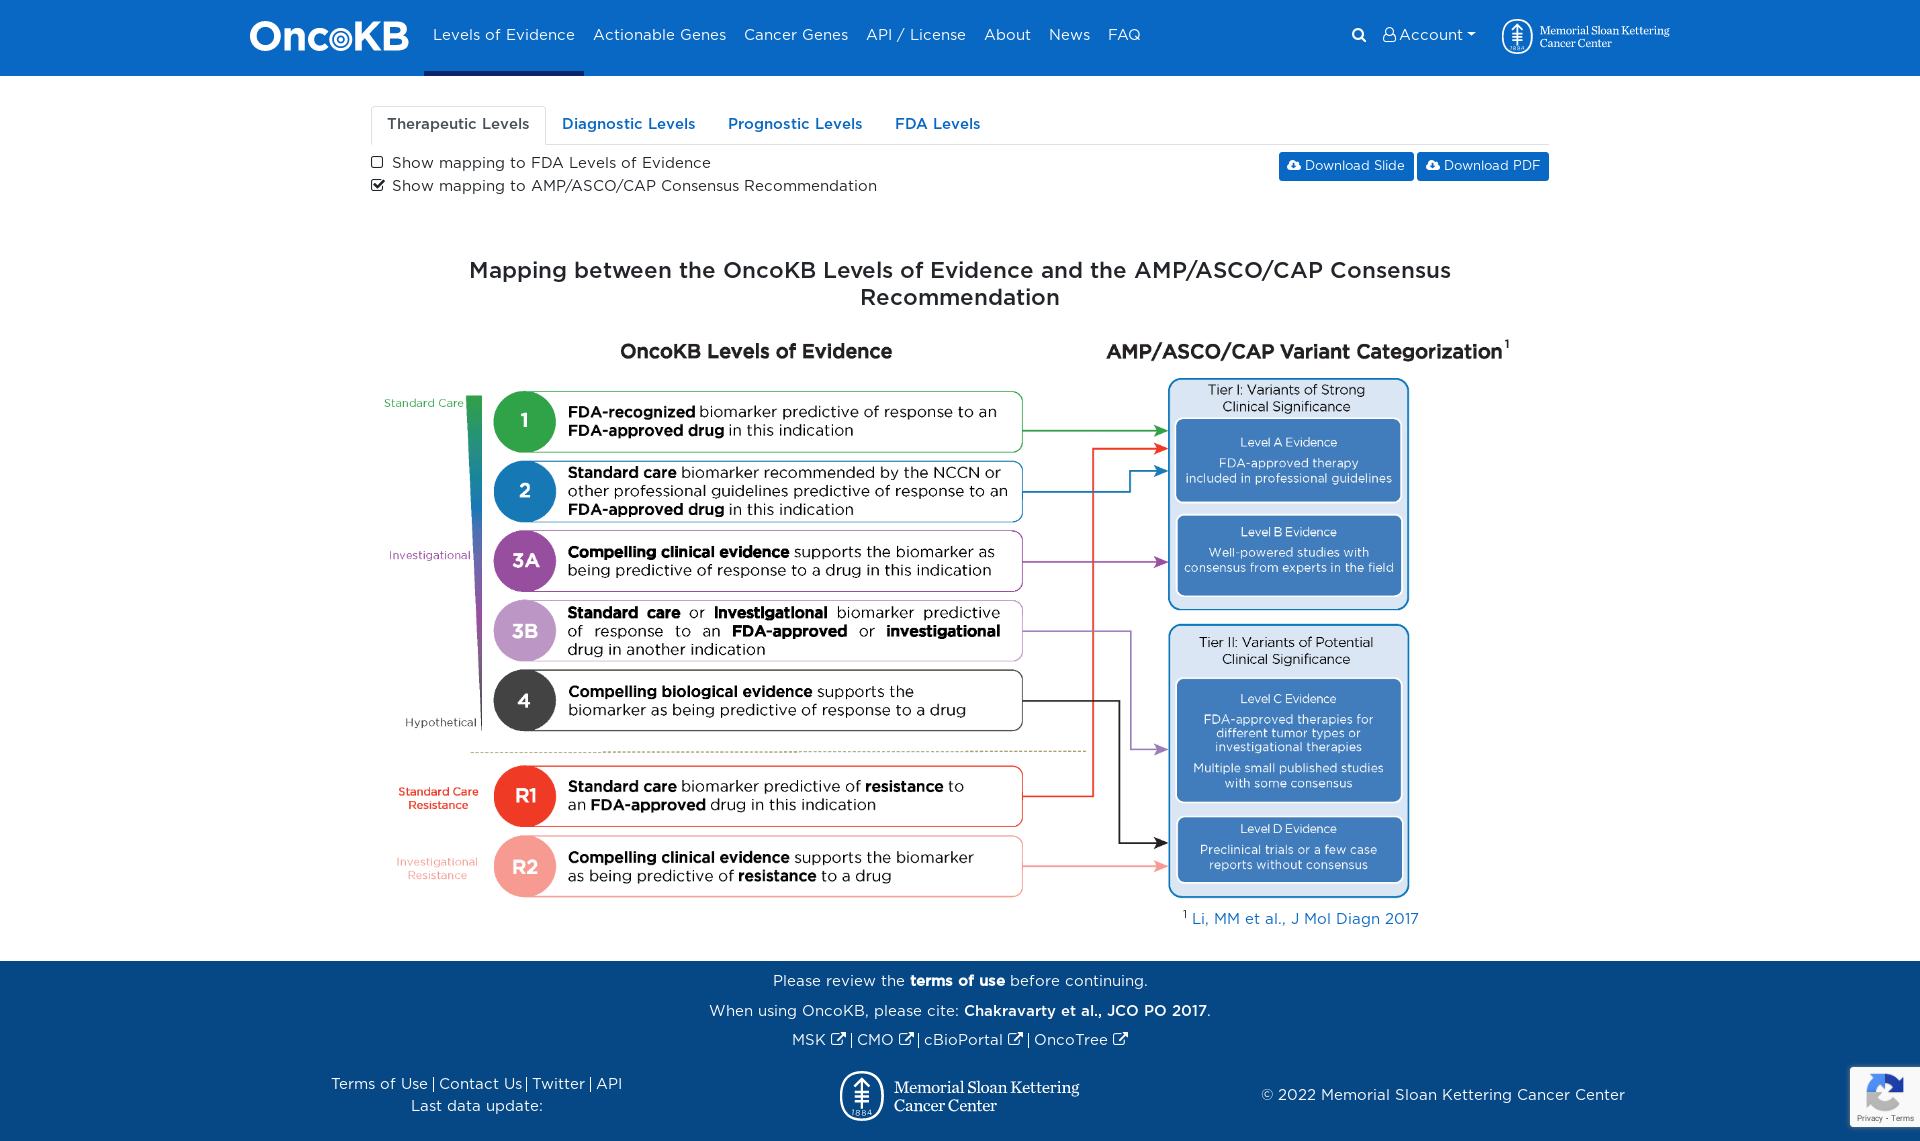 OncoKB
Levels of Evidence
Actionable Genes
Cancer Genes
API / License
About
News
FAQ
Account
Memorial Sloan Kettering
Cancer Center
1884
Therapeutic Levels
Diagnostic Levels
Prognostic Levels
FDA Levels
Show mapping to FDA Levels of Evidence
Show mapping to AMP/ASCO/CAP Consensus Recommendation
Download Slide
Download PDF
Mapping between the OncoKB Levels of Evidence and the AMP/ASCO/CAP Consensus
Recommendation
OncoKB Levels of Evidence
Standard Care
1
FDA-recognized biomarker predictive of response to an
FDA-approved drug in this indication
2
Standard care biomarker recommended by the NCCN or
other professional guidelines predictive of response to an
FDA-approved drug in this indication
Investigational
3A
Compelling clinical evidence supports the biomarker as
being predictive of response to a drug in this indication
3B
Standard care or investigational biomarker predictive
of response to an FDA-approved or investigational
drug in another indication
Hypothetical
4
Compelling biological evidence supports the
biomarker as being predictive of response to a drug
Standard Care
Resistance
R1
Standard care biomarker predictive of resistance to
an FDA-approved drug in this indication
Investigational
Resistance
R2
Compelling clinical evidence supports the biomarker
as being predictive of resistance to a drug
AMP/ASCO/CAP Variant Categorization 1
Tier I: Variants of Strong
Clinical Significance
Level A Evidence
FDA-approved therapy
included in professional guidelines
Level B Evidence
Well-powered studies with
consensus from experts in the field
Tier II: Variants of Potential
Clinical Significance
Level C Evidence
FDA-approved therapies for
different tumor types or
investigational therapies
Multiple small published studies
with some consensus
Level D Evidence
Preclinical trials or a few case
reports without consensus
1 Li, MM et al., J Mol Diagn 2017
Please review the terms of use before continuing.
When using OncoKB, please cite: Chakravarty et al., JCO PO 2017.
MSK | CMO | cBioPortal | OncoTree
Terms of Use | Contact Us | Twitter | API
Last data update:
1884
Memorial Sloan Kettering
Cancer Center
© 2022 Memorial Sloan Kettering Cancer Center
Privacy - Terms